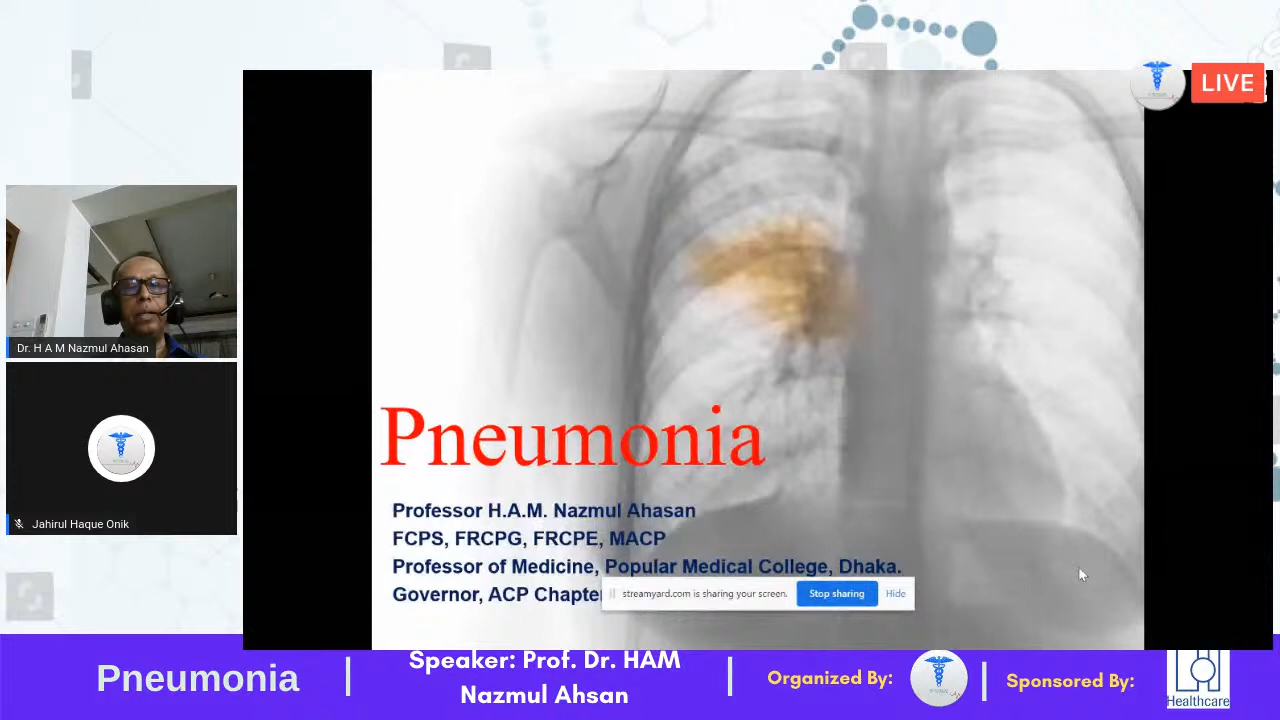 LIVE
Dr. H A M Nazmul Ahasan
Jahirul Haque Onik
Pneumonia
Professor H.A.M. Nazmul Ahasan
FCPS, FRCPG, FRCPE, MACP
Professor of Medicine, Popular Medical College, Dhaka.
Governor, ACP Chapter
streamyard.com is sharing your screen.
Stop sharing
Hide
Pneumonia
Speaker: Prof. Dr. HAM
Nazmul Ahsan
Organized By:
Sponsored By:
Healthcare